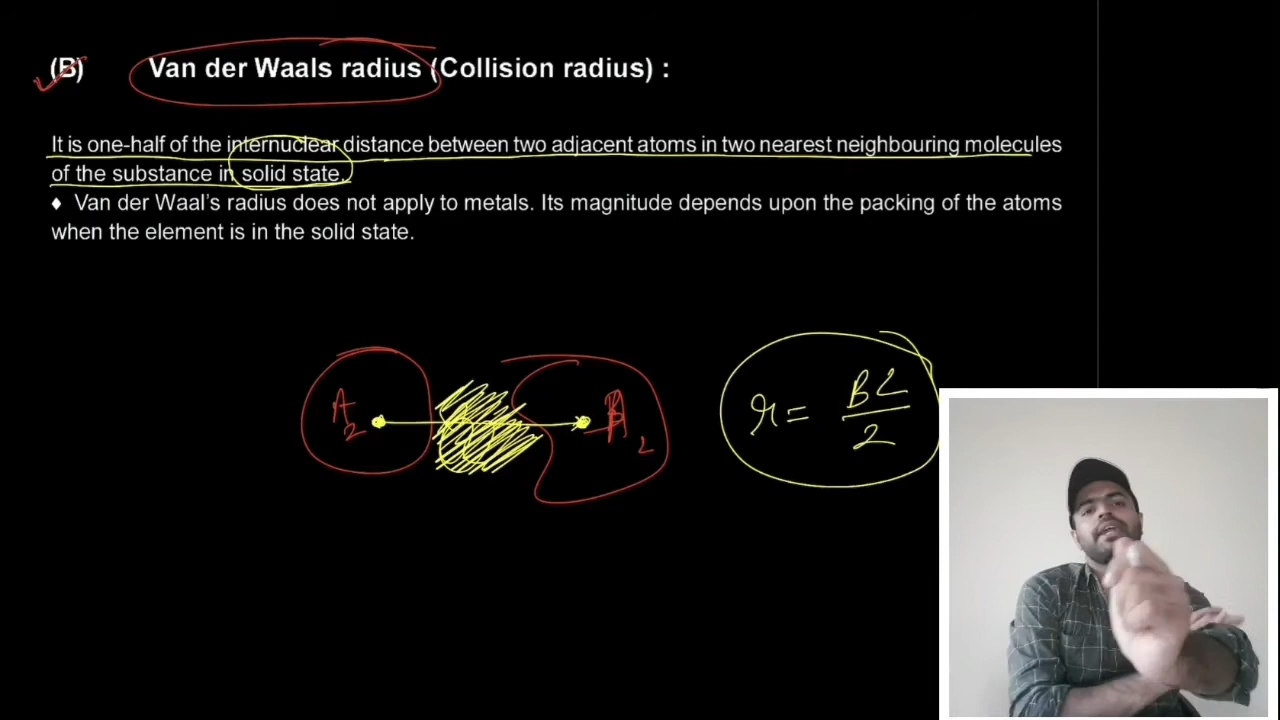 (B) Van der Waals radius (Collision radius) :
It is one-half of the internuclear distance between two adjacent atoms in two nearest neighbouring molecules
of the substance in solid state.
♦ Van der Waal's radius does not apply to metals. Its magnitude depends upon the packing of the atoms
when the element is in the solid state.
A2
2
r = BL/2